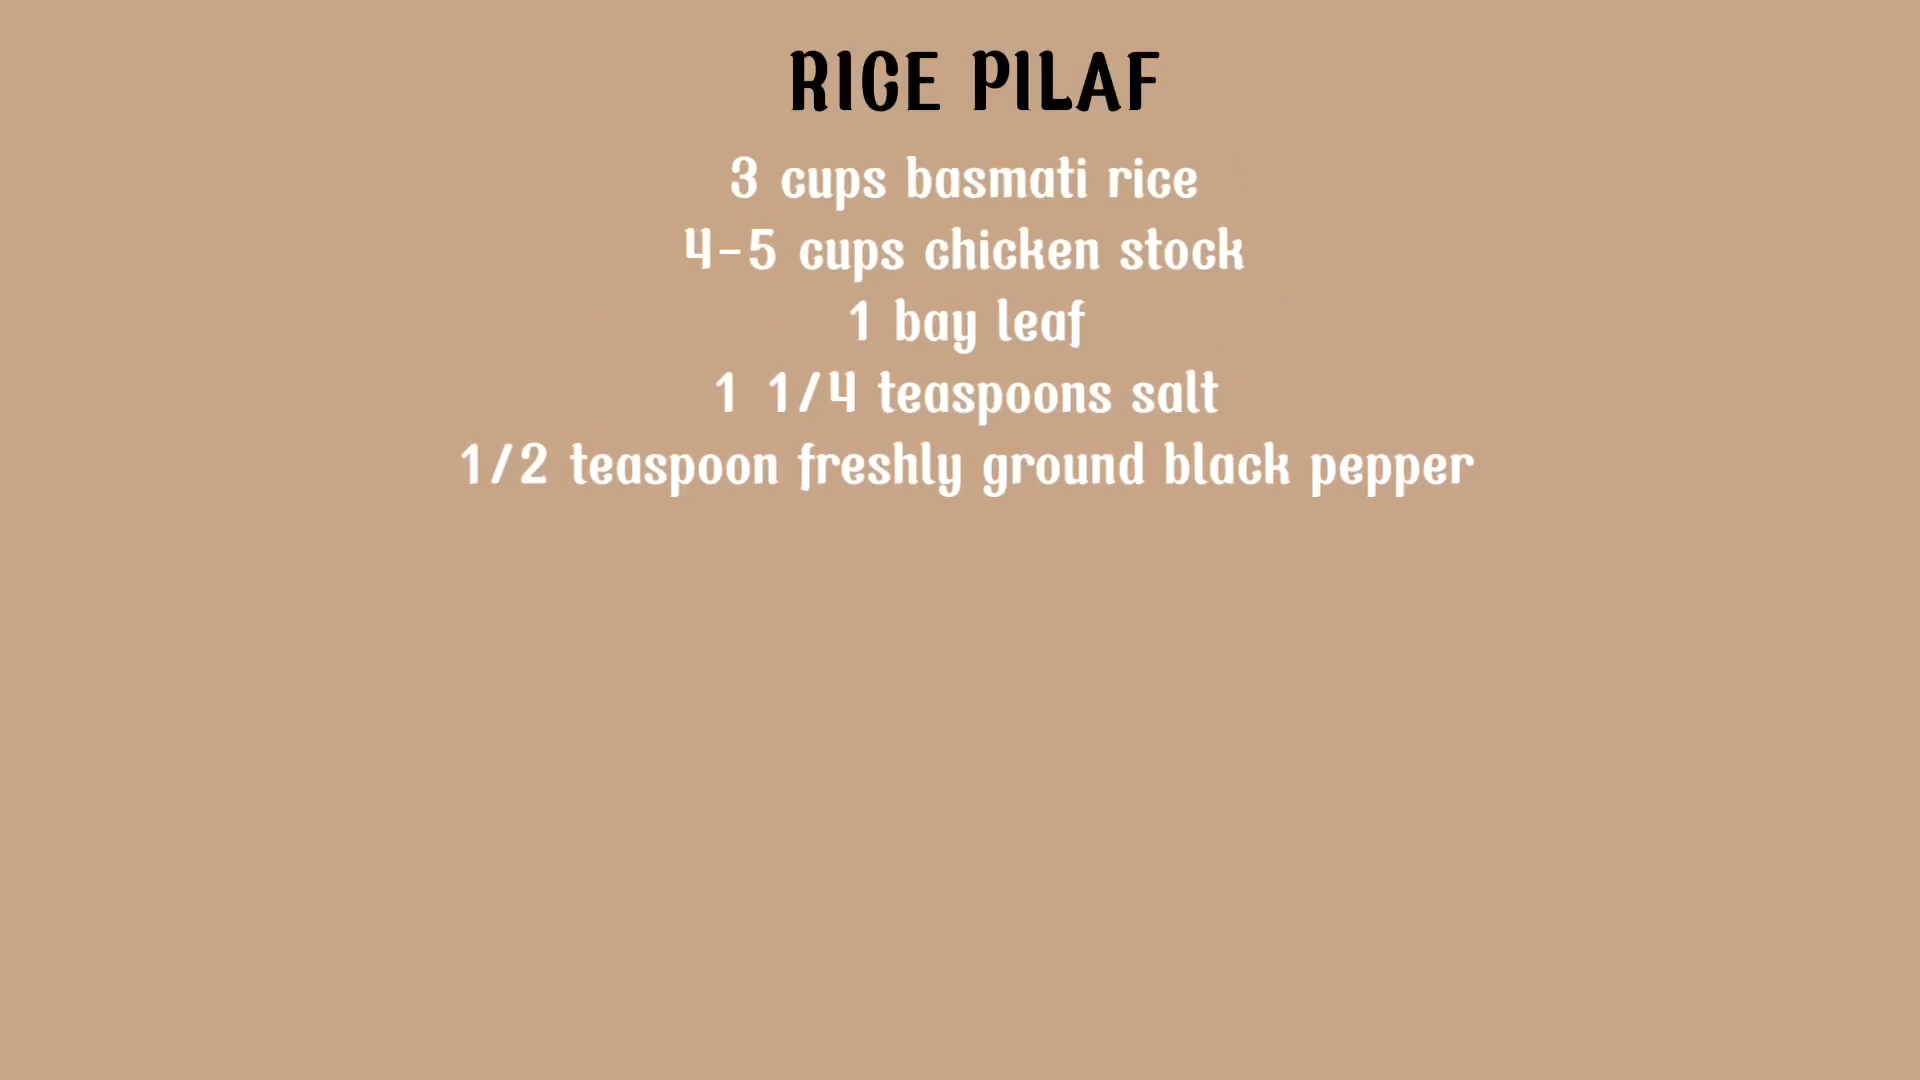 RICE PILAF
3 cups basmati rice
4-5 cups chicken stock
1 bay leaf
1 1/4 teaspoons salt
1/2 teaspoon freshly ground black pepper